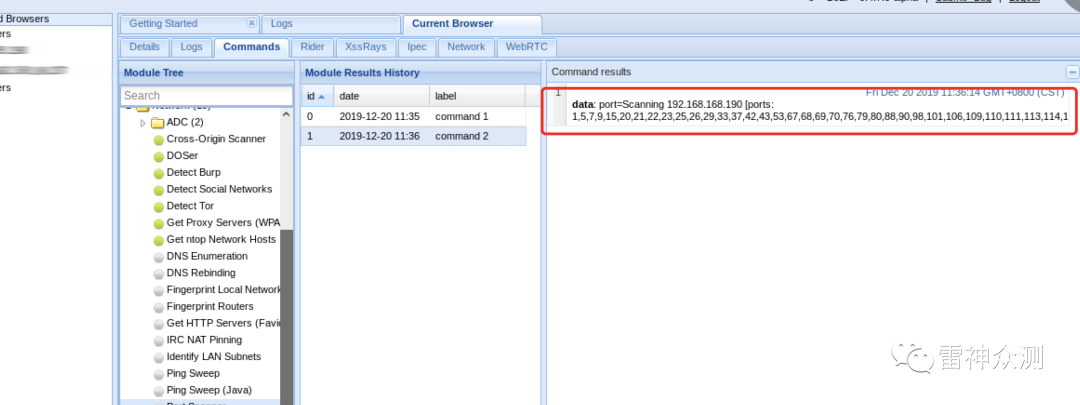 d Browsers
ers
ers
Getting Started
Logs
Current Browser
Details
Logs
Commands
Rider
XssRays
Ipec
Network
WebRTC
Module Tree
Search
ADC (2)
Cross-Origin Scanner
DOSer
Detect Burp
Detect Social Networks
Detect Tor
Get Proxy Servers (WPA
Get ntop Network Hosts
DNS Enumeration
DNS Rebinding
Fingerprint Local Network
Fingerprint Routers
Get HTTP Servers (Favi
IRC NAT Pinning
Identify LAN Subnets
Ping Sweep
Ping Sweep (Java)
Module Results History
id date label
0 2019-12-20 11:35 command 1
1 2019-12-20 11:36 command 2
Command results
1
Fri Dec 20 2019 11:36:14 GMT+0800 (CST)
data: port=Scanning 192.168.168.190 [ports:
1,5,7,9,15,20,21,22,23,25,26,29,33,37,42,43,53,67,68,69,70,76,79,80,88,90,98,101,106,109,110,111,113,114,1
雷神众测